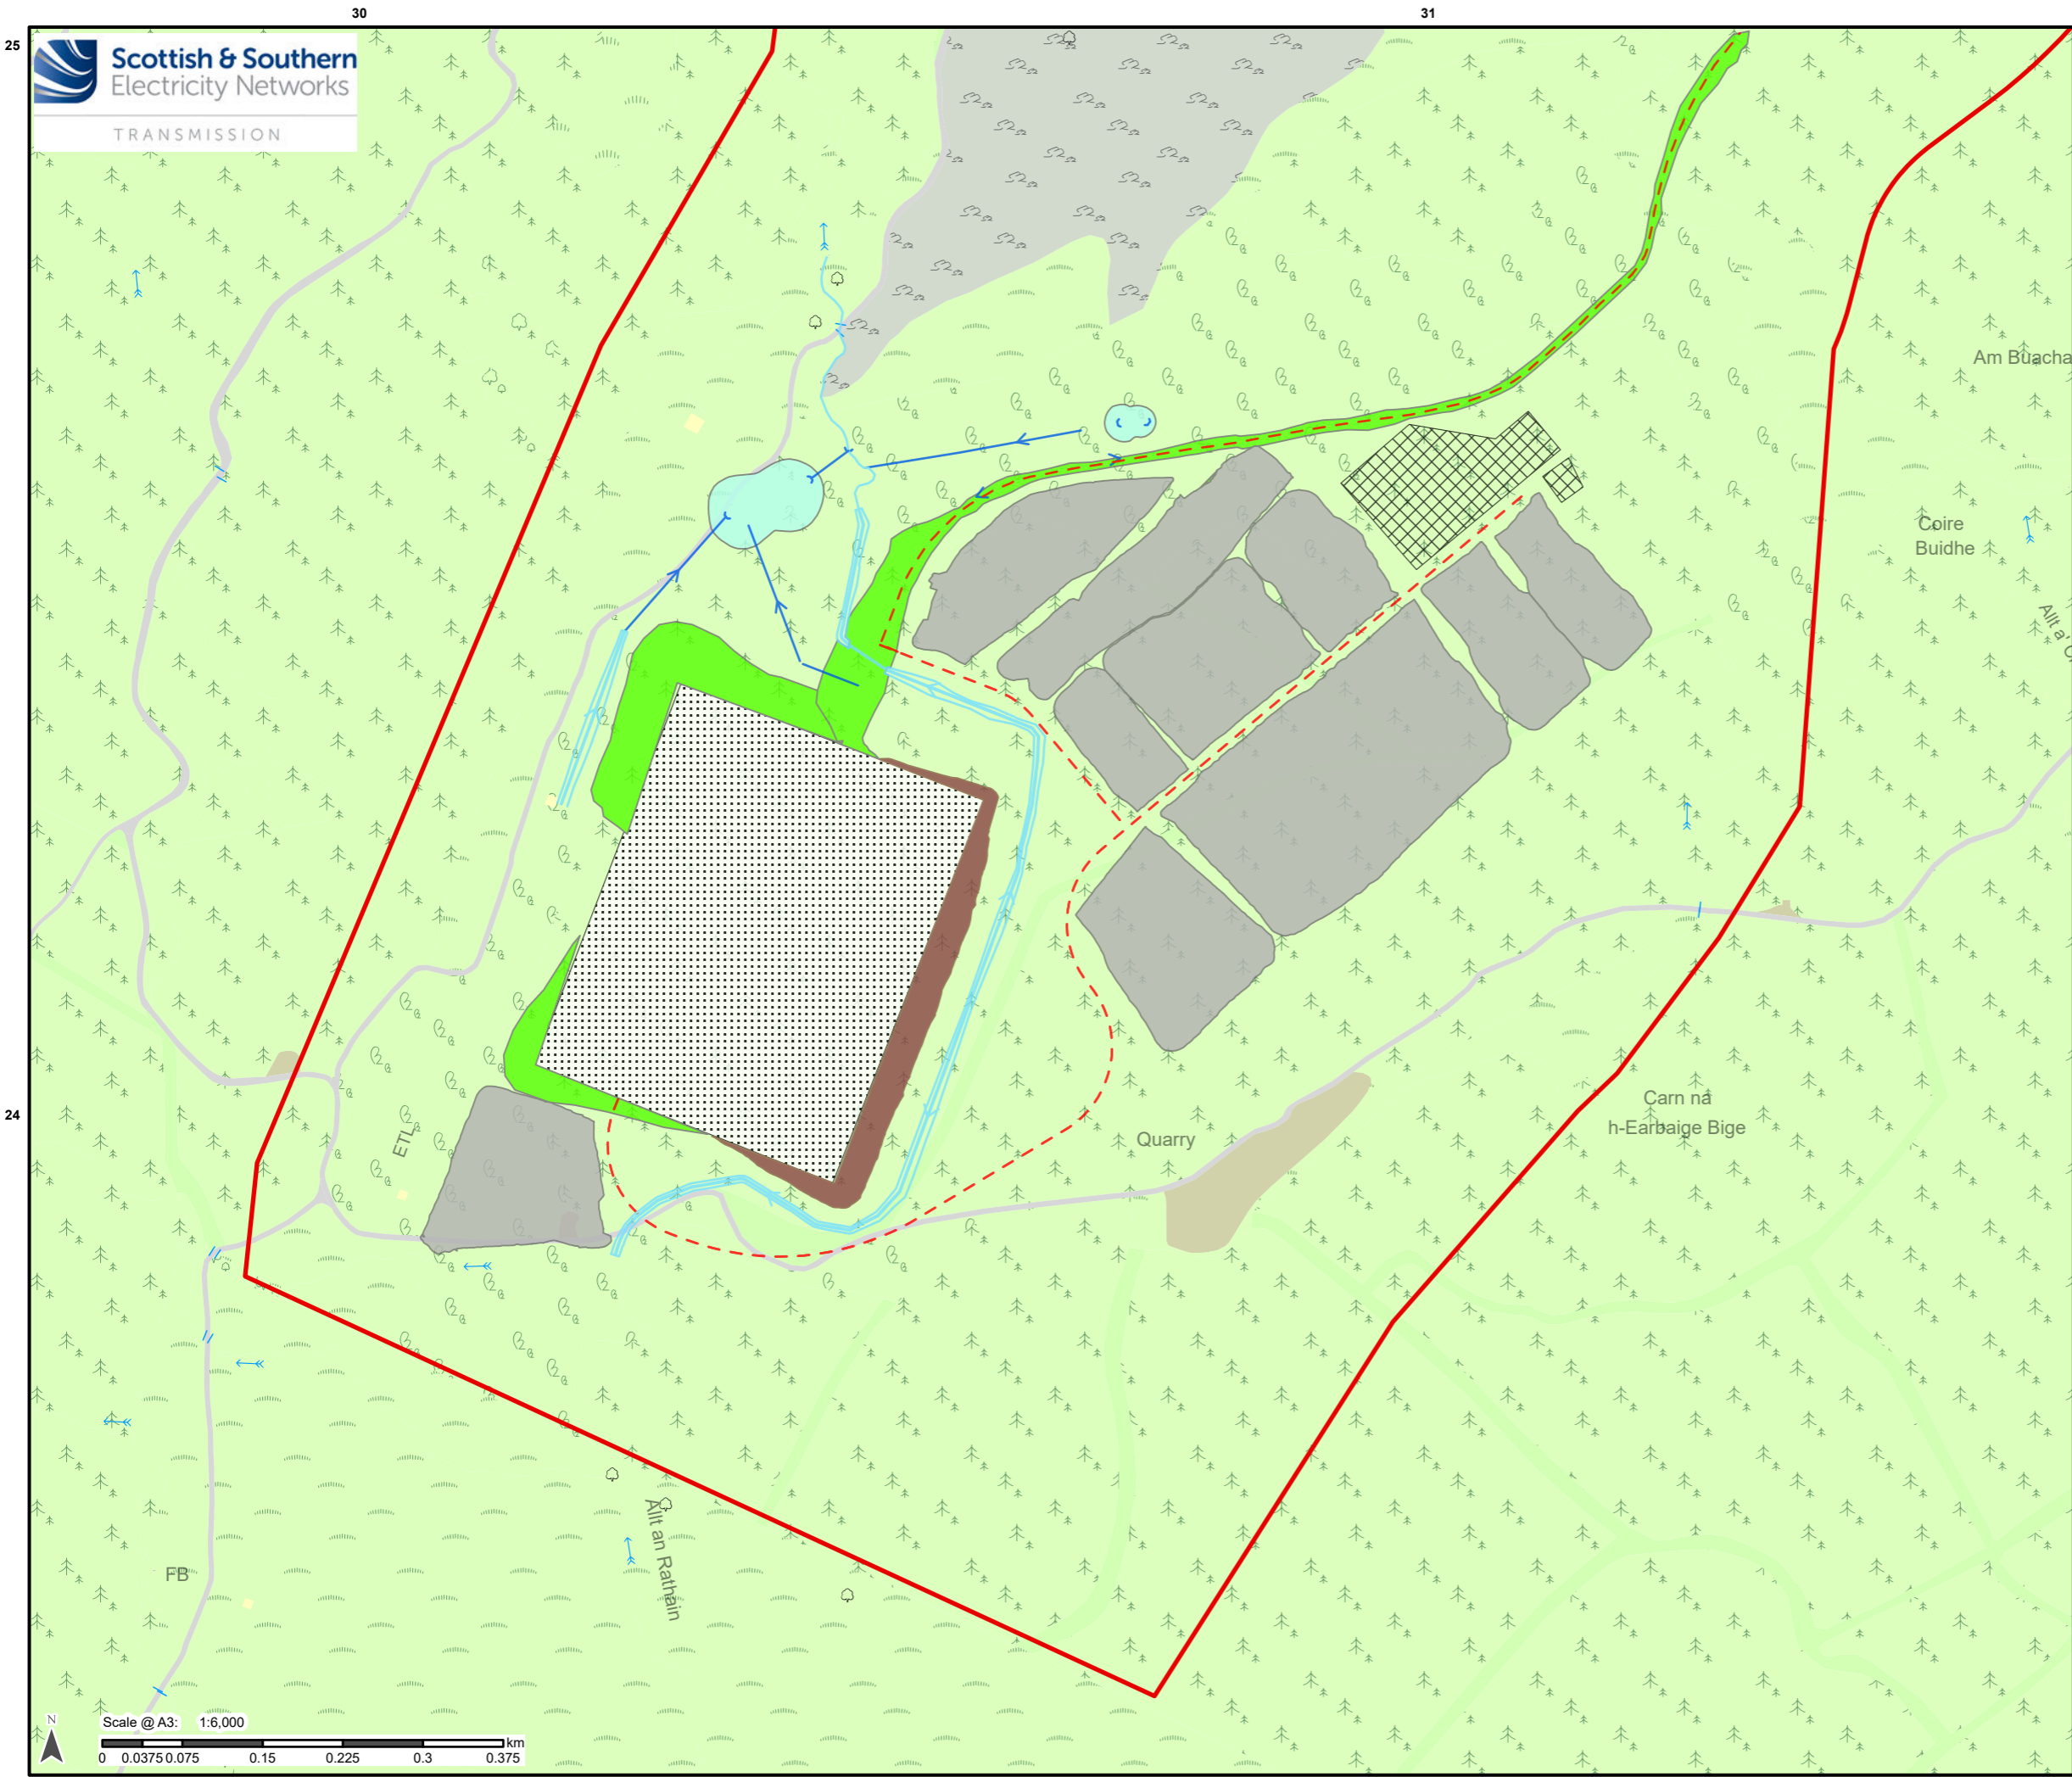 30
31
25
Scottish & Southern
Electricity Networks
TRANSMISSION
Am Buacha
Coire
Buidhe
Allt a'
24
Carn na
h-Earbaige Bige
Quarry
ETL
Allt an Rathain
FB
N
Scale @ A3: 1:6,000
km
0 0.0375 0.075 0.15 0.225 0.3 0.375